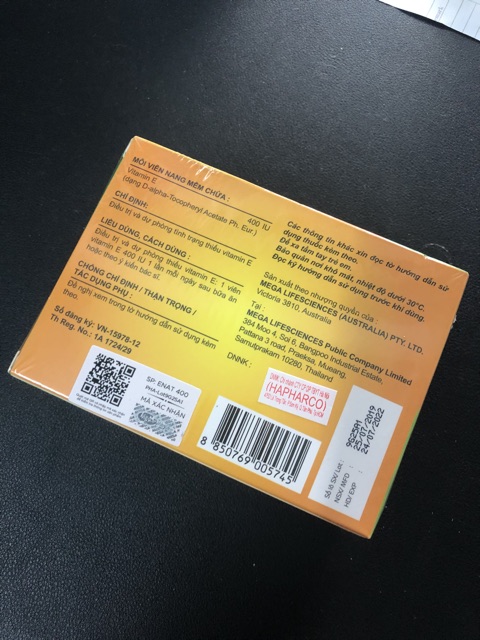 MỖI VIÊN NANG MỀM CHỨA :
Vitamin E 400 IU
(dạng D-alpha-Tocopheryl Acetate Ph. Eur.)
CHỈ ĐỊNH:
Điều trị và dự phòng tình trạng thiếu vitamin E
LIỀU DÙNG, CÁCH DÙNG :
Điều trị và dự phòng thiếu vitamin E: 1 viên
vitamin E 400 IU 1 lần mỗi ngày sau bữa ăn
hoặc theo ý kiến bác sĩ.
CHỐNG CHỈ ĐỊNH / THẬN TRỌNG /
TÁC DỤNG PHỤ :
Đề nghị xem trong tờ hướng dẫn sử dụng kèm
theo.
Số đăng ký: VN-15978-12
Th Reg. No.: 1A 1724/29
Các thông tin khác xin đọc tờ hướng dẫn sử
dụng thuốc kèm theo.
Để xa tầm tay trẻ em.
Bảo quản nơi khô mát, nhiệt độ dưới 30°C.
Đọc kỹ hướng dẫn sử dụng trước khi dùng.
Sản xuất theo nhượng quyền của :
MEGA LIFESCIENCES (AUSTRALIA) PTY. LTD.
Victoria 3810, Australia
Tại :
MEGA LIFESCIENCES Public Company Limited
384 Moo 4, Soi 6, Bangpoo Industrial Estate,
Pattana 3 road, Praeksa, Mueang,
Samutprakarn 10280, Thailand
DNNK :
(HAPHARCO)
SP: ENAT 400
PHA-Lot9G25A1
MÃ XÁC NHẬN
8 850769 005745
Số lô SX/ Lot : 9G25A1
NSX/ MFD : 25/07/2019
HD/ EXP : 24/07/2022